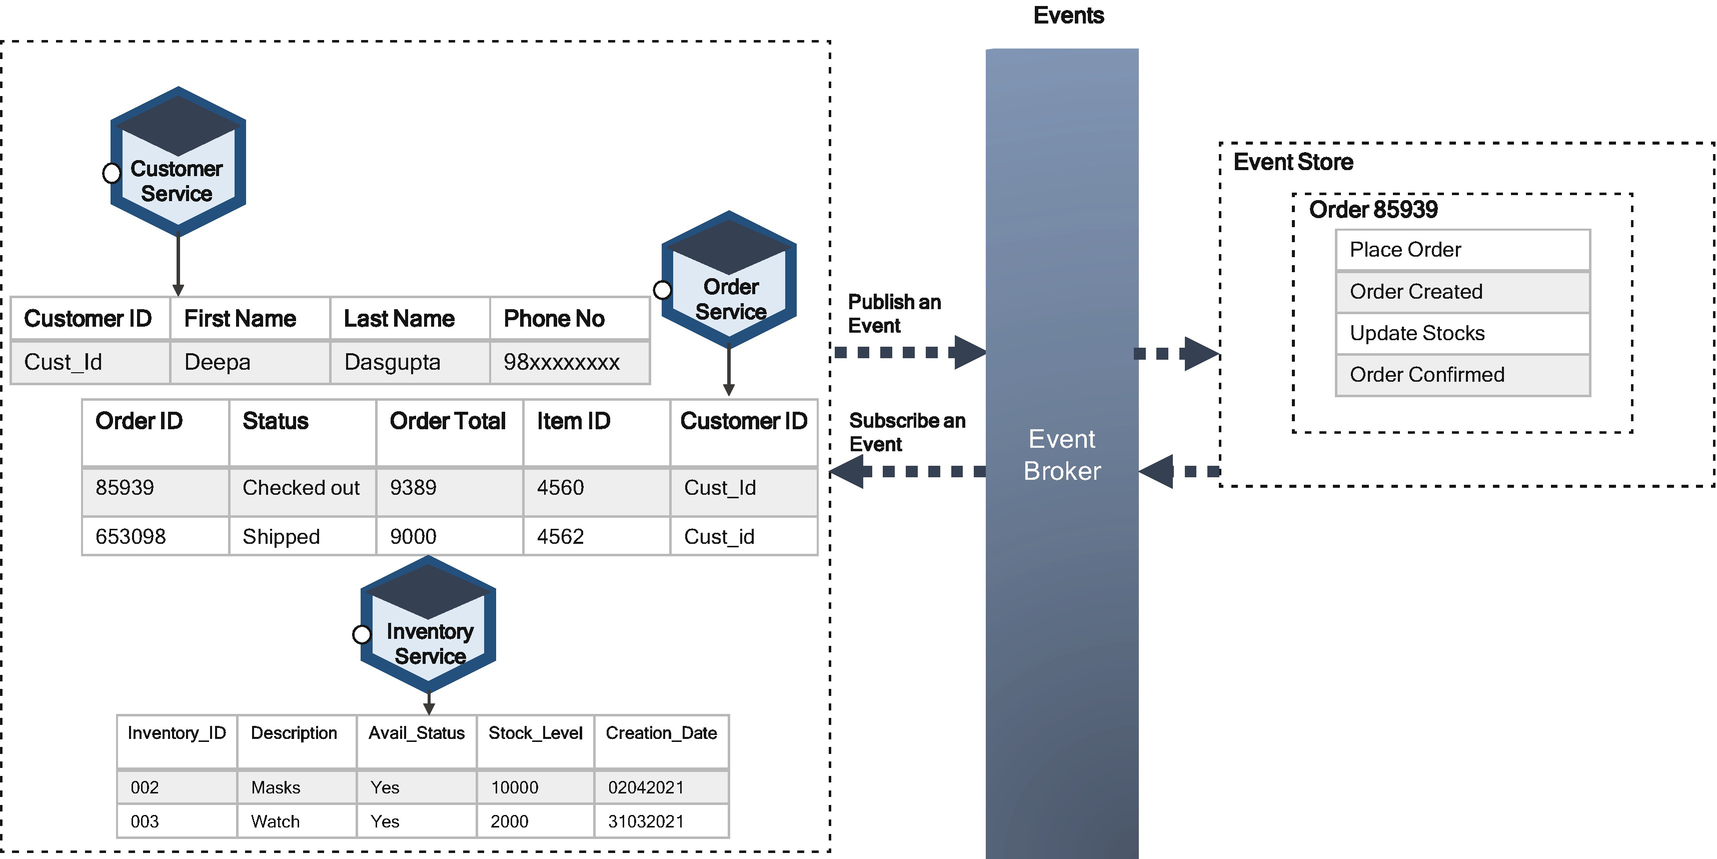 Events
Customer
Service
Order
Service
Customer ID First Name Last Name Phone No
Cust_Id Deepa Dasgupta 98xxxxxxxx
Order ID Status Order Total Item ID Customer ID
85939 Checked out 9389 4560 Cust_Id
653098 Shipped 9000 4562 Cust_id
Inventory
Service
Inventory_ID Description Avail_Status Stock_Level Creation_Date
002 Masks Yes 10000 02042021
003 Watch Yes 2000 31032021
Publish an
Event
Subscribe an
Event
Event
Broker
Event Store
Order 85939
Place Order
Order Created
Update Stocks
Order Confirmed